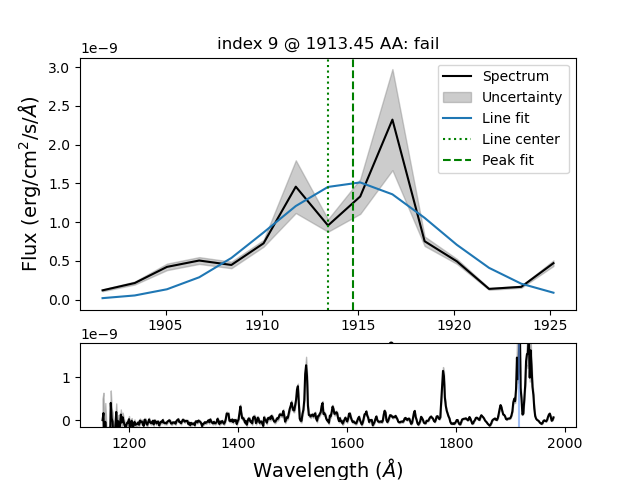 index 9 @ 1913.45 AA: fail
1e−9
3.0
2.5
2.0
1.5
1.0
0.5
0.0
Flux (erg/cm²/s/Å)
Spectrum
Uncertainty
Line fit
Line center
Peak fit
1905 1910 1915 1920 1925
1e−9
1
0
1200 1400 1600 1800 2000
Wavelength (Å)